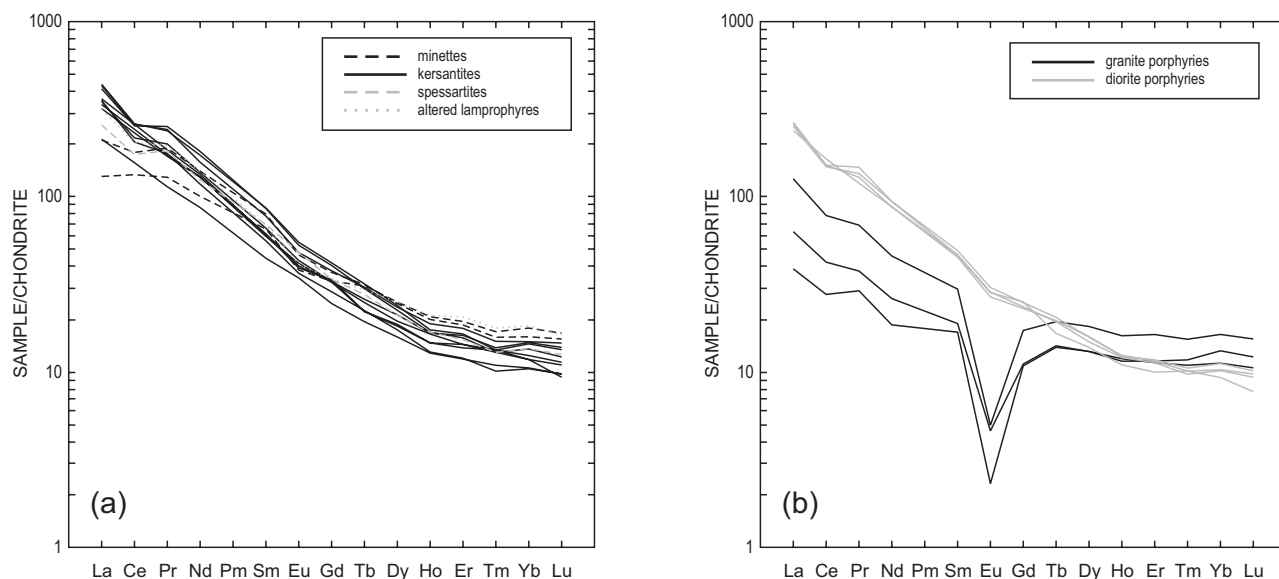 1000
100
10
1
SAMPLE/CHONDRITE
minettes
kersantites
spessartites
altered lamprophyres
(a)
La Ce Pr Nd Pm Sm Eu Gd Tb Dy Ho Er Tm Yb Lu
1000
100
10
1
SAMPLE/CHONDRITE
granite porphyries
diorite porphyries
(b)
La Ce Pr Nd Pm Sm Eu Gd Tb Dy Ho Er Tm Yb Lu